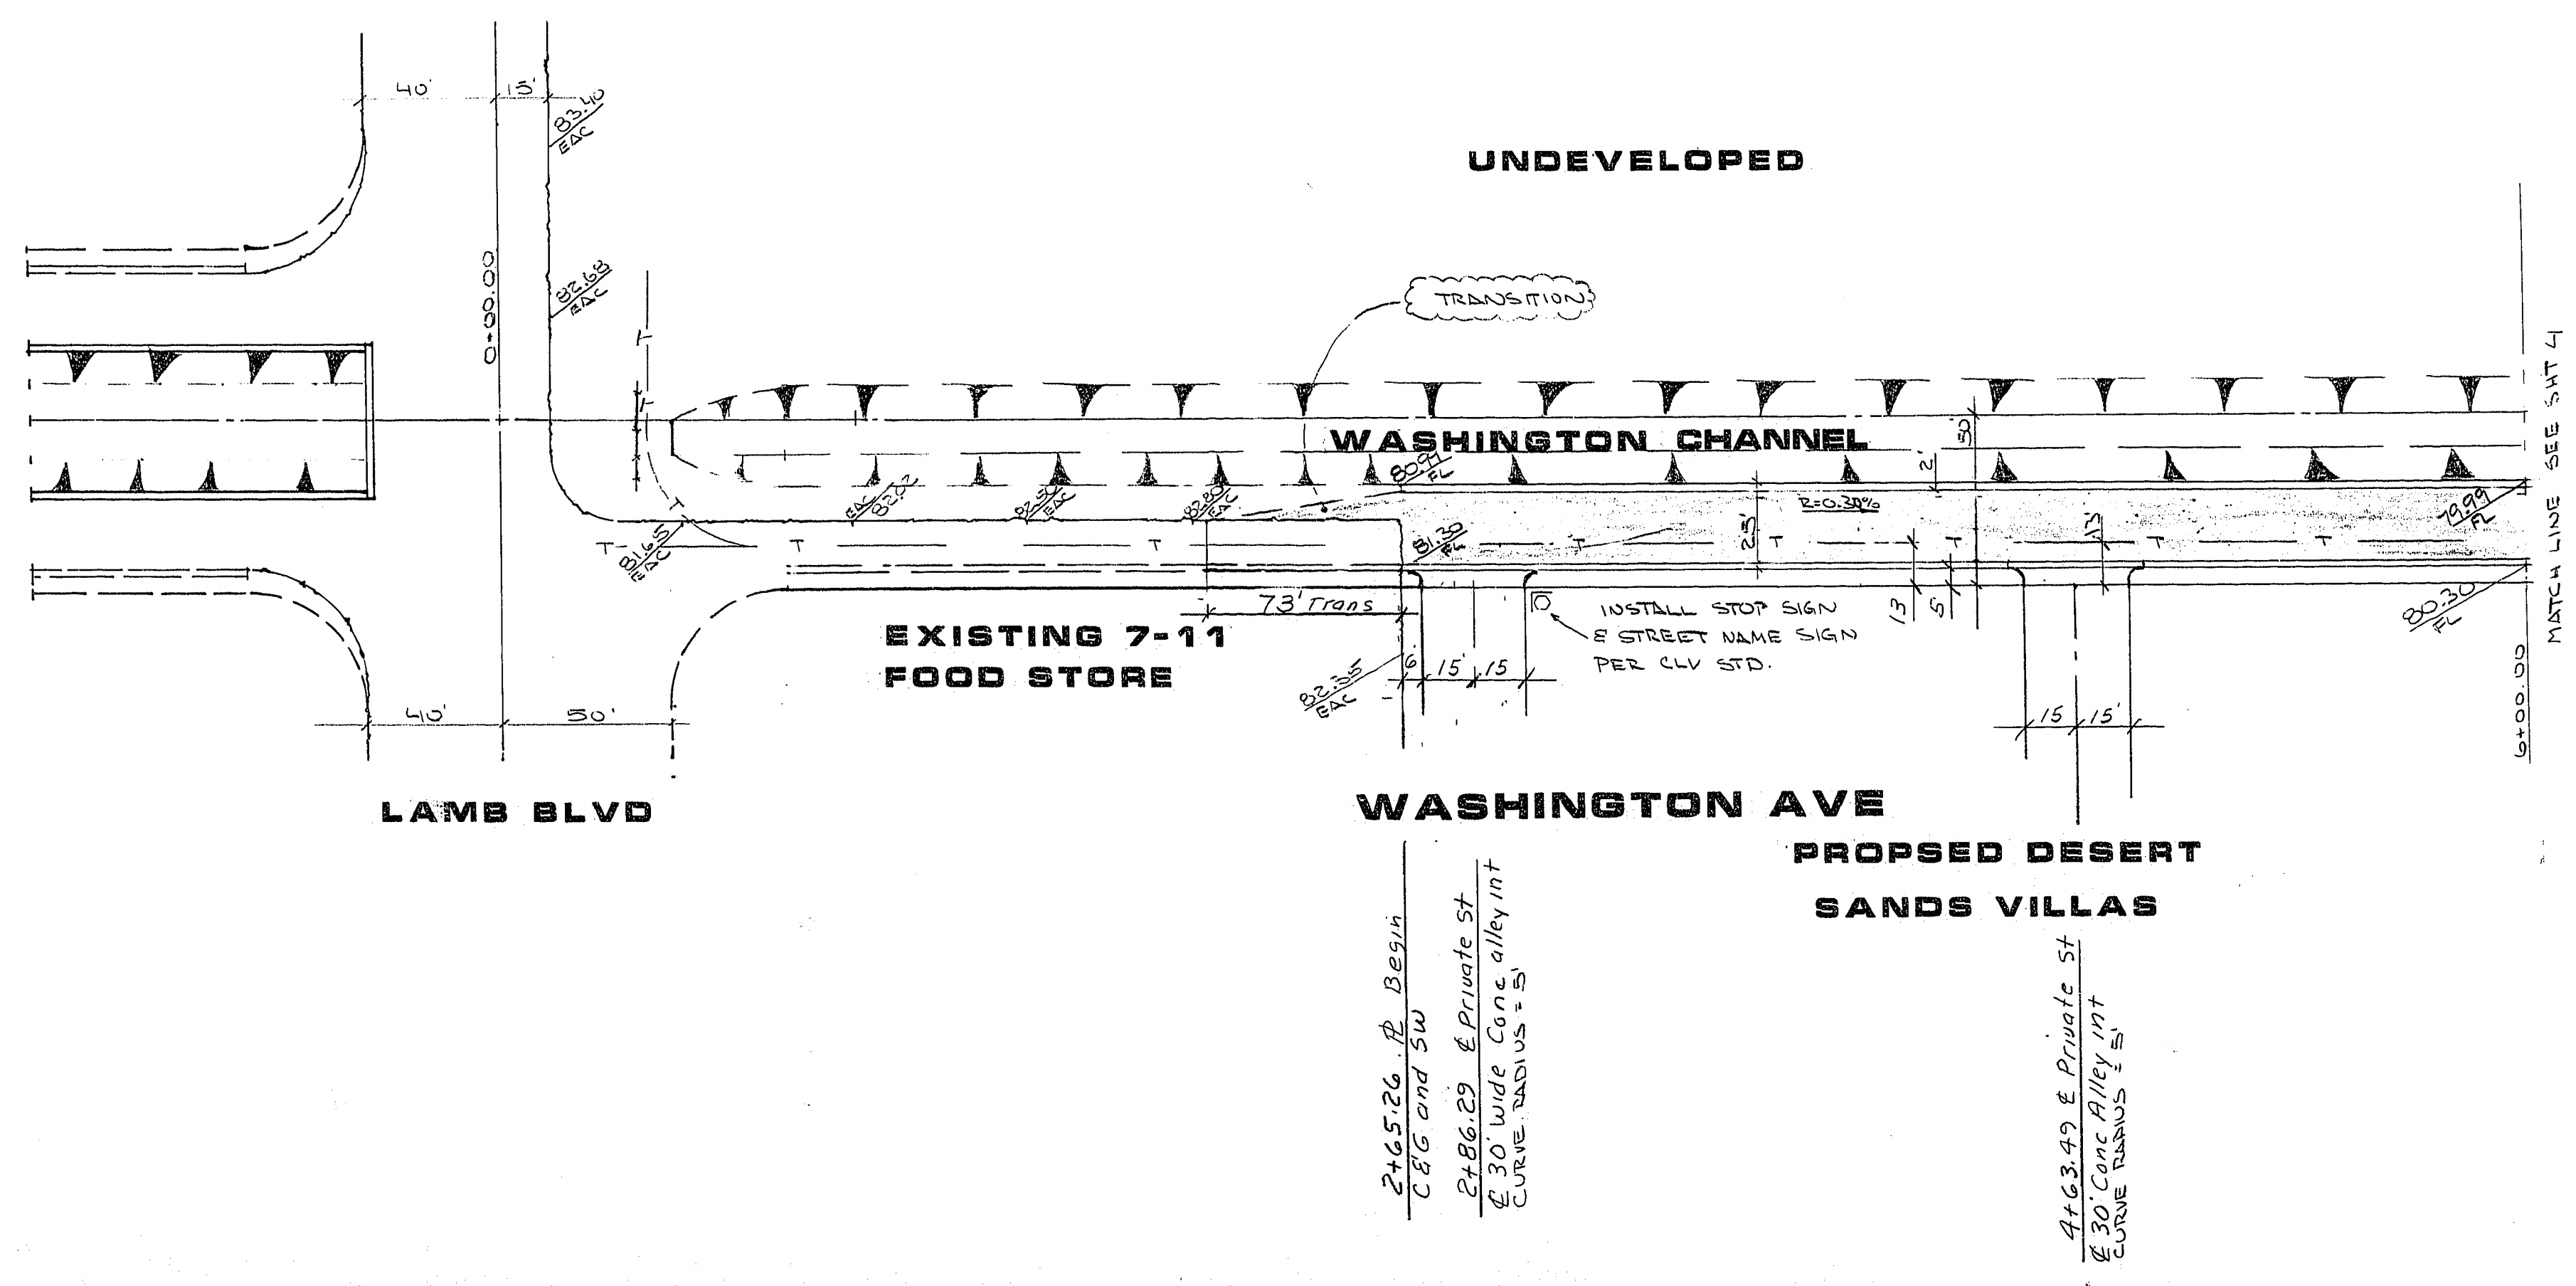 40'
15'
83.40
EAC
UNDEVELOPED
0+00.00
82.68
EAC
TRANSITION
T
T
WASHINGTON CHANNEL
50'
2'
80.99
FL
EAC
82.02
82.50
EAC
82.80
EAC
R=0.30%
79.99
FL
T
81.65
EAC
T
T
T
81.30
FL
T
25'
T
T
13'
T
T
73' Trans
13
5'
INSTALL STOP SIGN
& STREET NAME SIGN
PER CLV STD.
80.30
FL
EXISTING 7-11
FOOD STORE
82.35
EAC
6'
15'
15
40'
50'
15
15'
6+00.00
MATCH LINE SEE SHT 4
LAMB BLVD
WASHINGTON AVE
PROPSED DESERT
SANDS VILLAS
2+65.26 ℙL Begin
C&G and SW
2+86.29 ℄ Private St
℄ 30' Wide Conc alley int
CURVE RADIUS = 5'
4+63.49 ℄ Private St
℄ 30' Conc Alley int
CURVE RADIUS = 5'